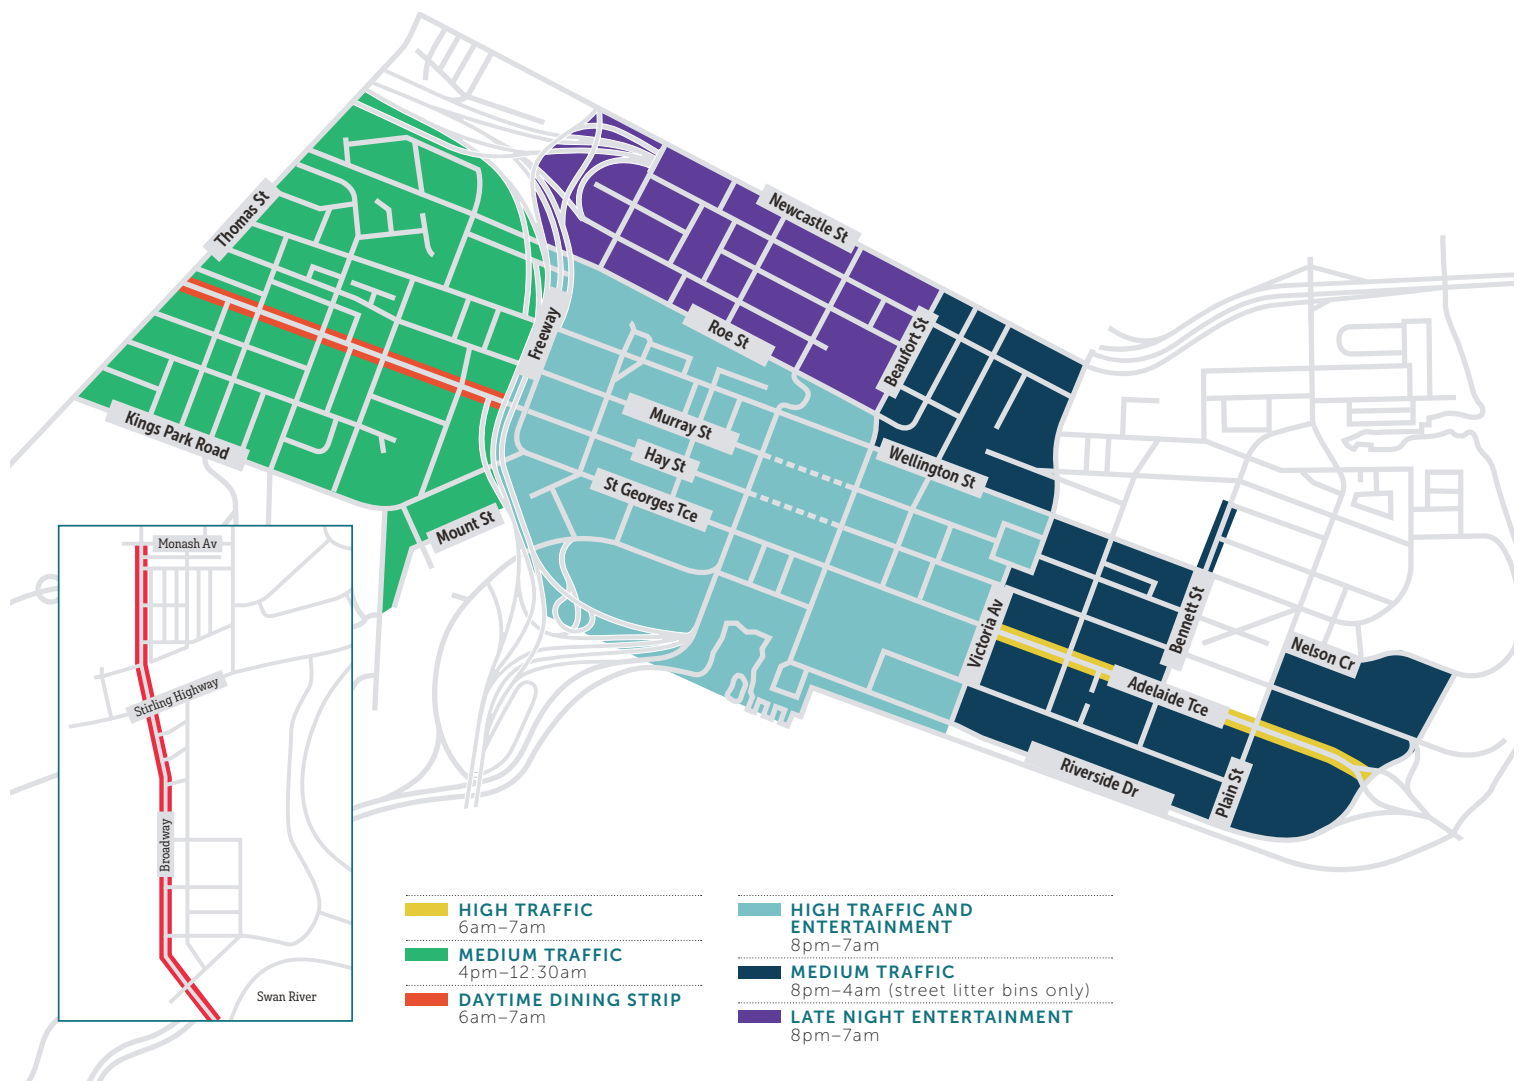 Thomas St
Newcastle St
Freeway
Roe St
Beaufort St
Kings Park Road
Murray St
Hay St
St Georges Tce
Wellington St
Mount St
Victoria Av
Bennett St
Nelson Cr
Adelaide Tce
Riverside Dr
Plain St
Monash Av
Stirling Highway
Broadway
Swan River
HIGH TRAFFIC
6am–7am
MEDIUM TRAFFIC
4pm–12:30am
DAYTIME DINING STRIP
6am–7am
HIGH TRAFFIC AND
ENTERTAINMENT
8pm–7am
MEDIUM TRAFFIC
8pm–4am (street litter bins only)
LATE NIGHT ENTERTAINMENT
8pm–7am